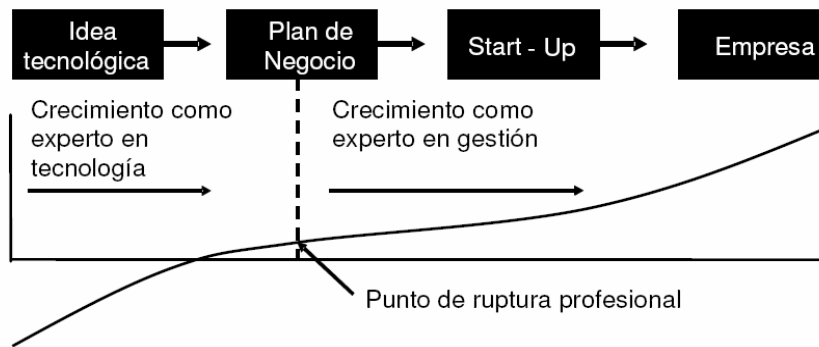 Idea
tecnológica
Plan de
Negocio
Start - Up
Empresa
Crecimiento como
experto en
tecnología
Crecimiento como
experto en gestión
Punto de ruptura profesional